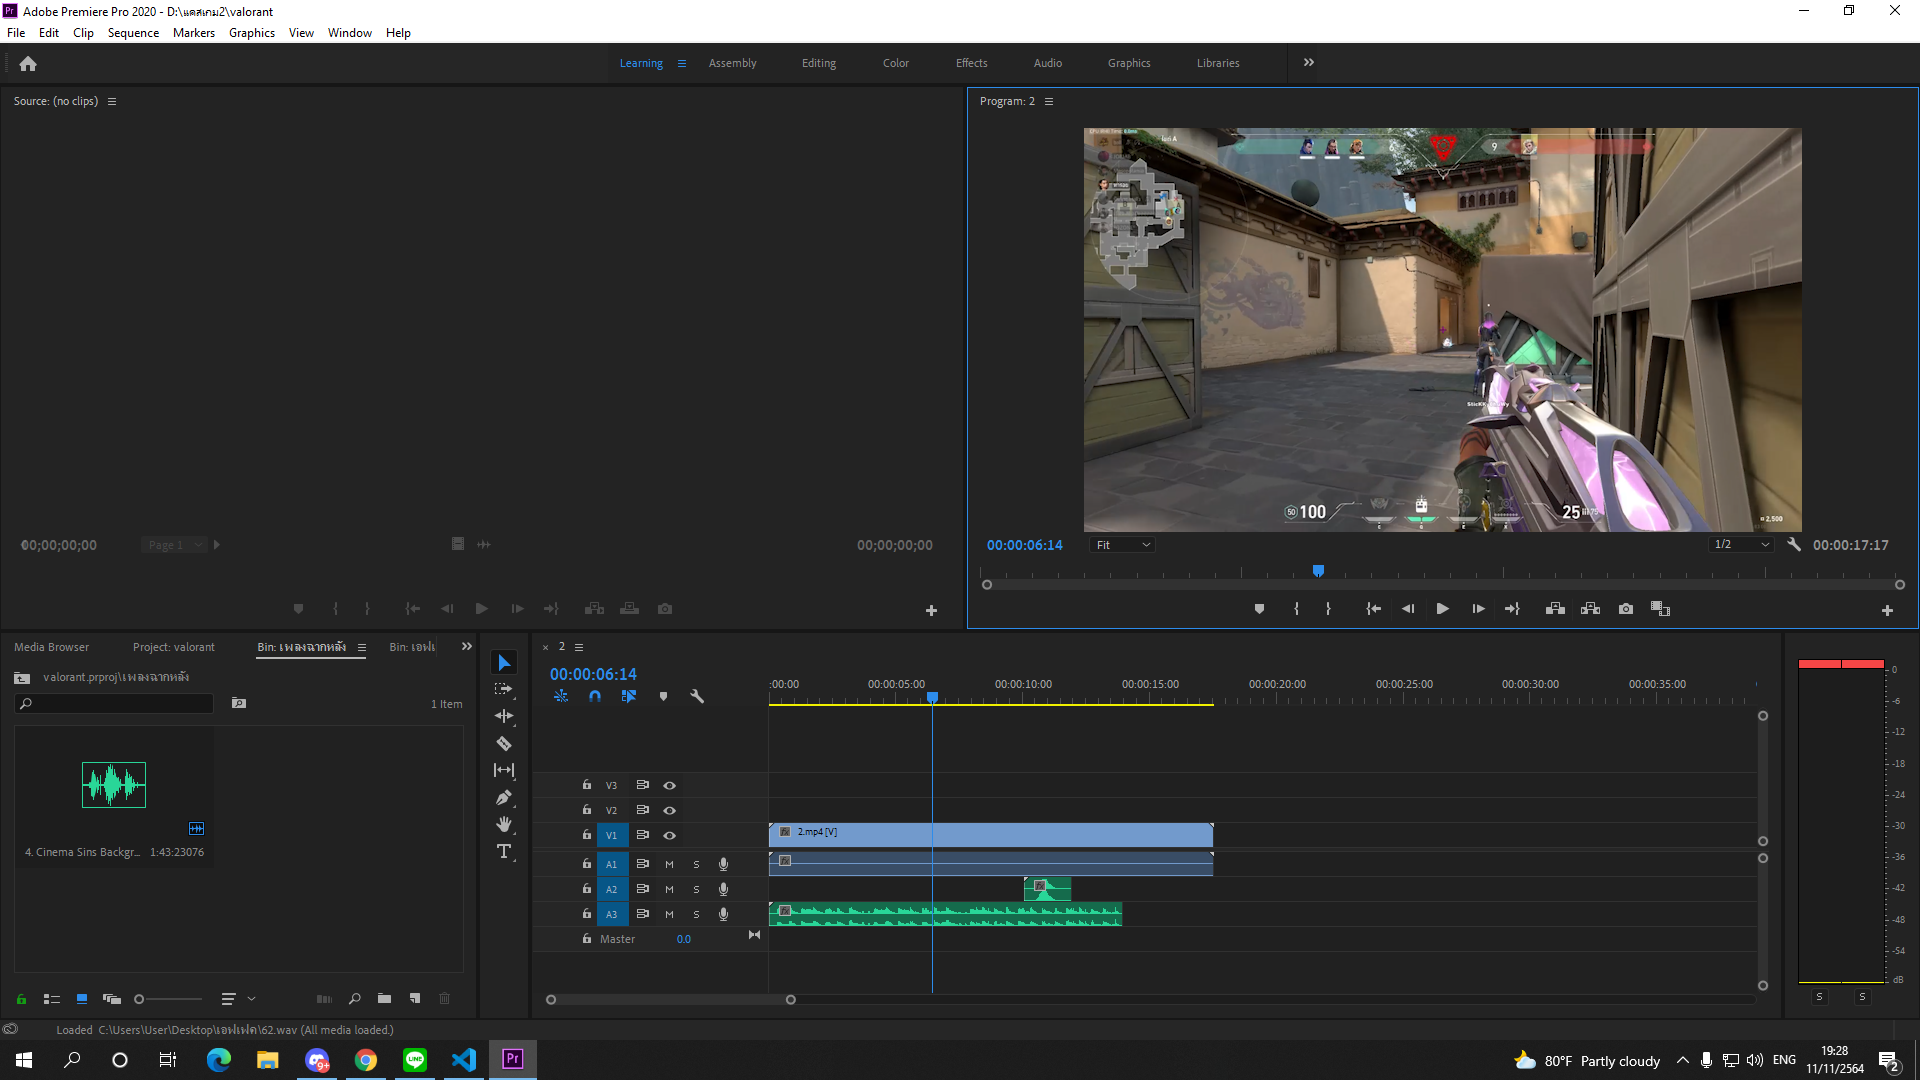 Adobe Premiere Pro 2020 - D:\แคสเกม2\valorant
File Edit Clip Sequence Markers Graphics View Window Help
Learning Assembly Editing Color Effects Audio Graphics Libraries
Source: (no clips)
Program: 2
6
9
100
25
2,500
00;00;00;00
Page 1
00;00;00;00
00:00:06:14
Fit
1/2
00:00:17:17
Media Browser
Project: valorant
Bin: เพลงฉากหลัง
Bin: เอฟเ
valorant.prproj\เพลงฉากหลัง
1 Item
4. Cinema Sins Backgr...
1:43:23076
2
00:00:06:14
:00:00
00:00:05:00
00:00:10:00
00:00:15:00
00:00:20:00
00:00:25:00
00:00:30:00
00:00:35:00
V3
V2
V1
2.mp4 [V]
A1 M S
A2 M S
A3 M S
Master 0.0
0
-6
-12
-18
-24
-30
-36
-42
-48
-54
dB
S S
Loaded C:\Users\User\Desktop\เอฟเฟค\62.wav (All media loaded.)
9+
LINE
Pr
80°F Partly cloudy
ENG
19:28
11/11/2564
2